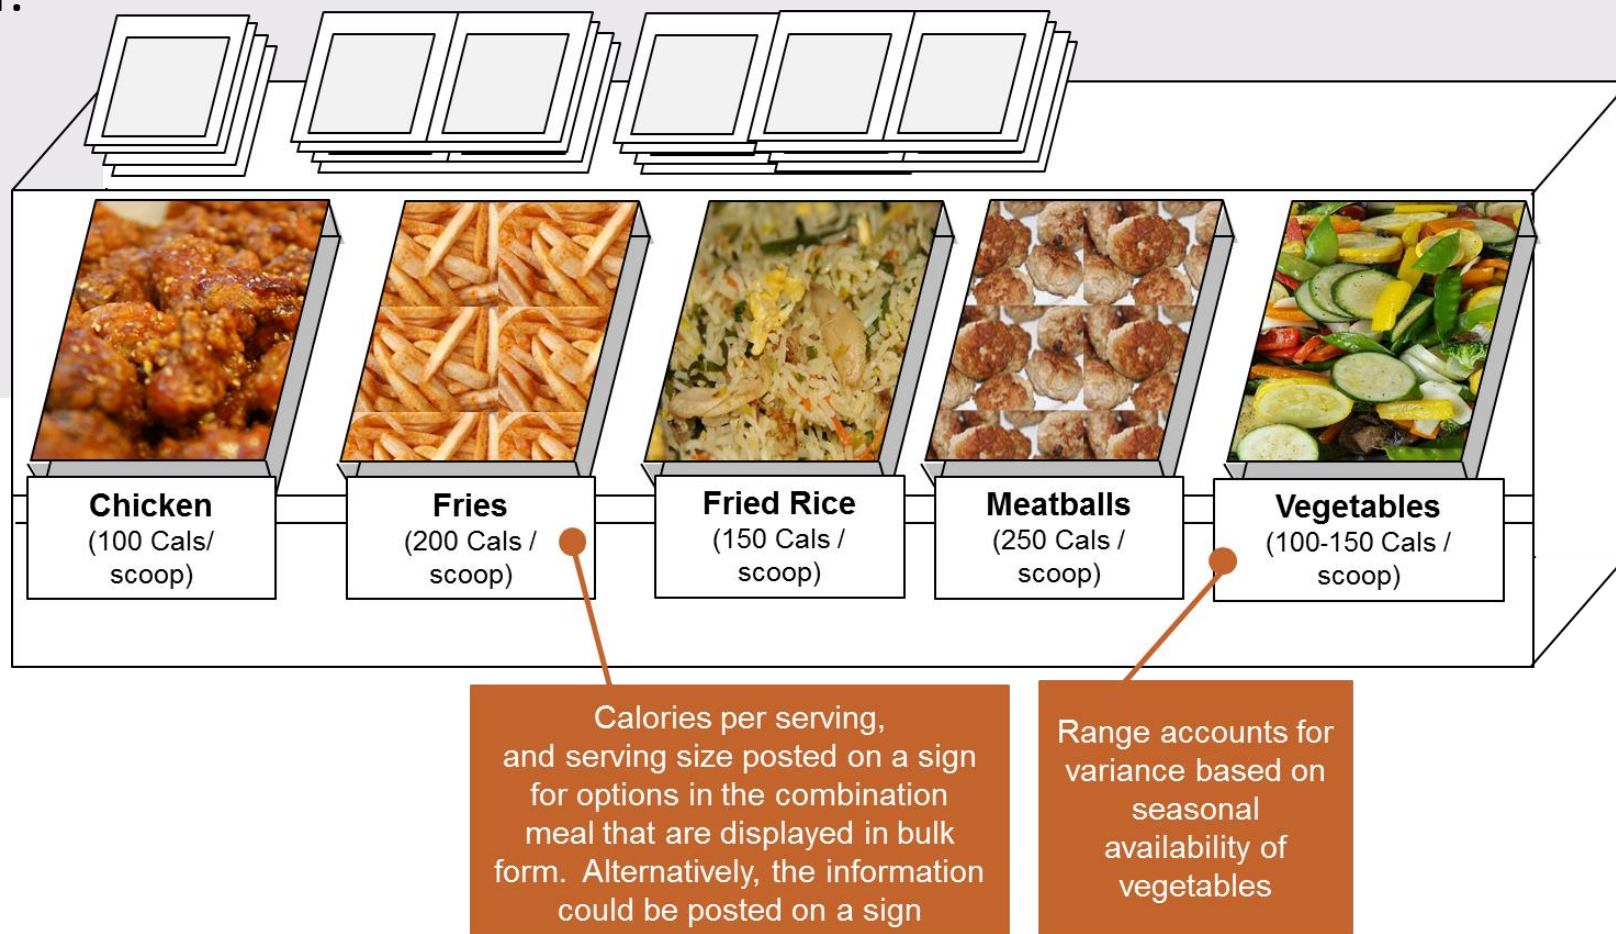 Chicken
(100 Cals/
scoop)
Fries
(200 Cals /
scoop)
Fried Rice
(150 Cals /
scoop)
Meatballs
(250 Cals /
scoop)
Vegetables
(100-150 Cals /
scoop)
Calories per serving,
and serving size posted on a sign
for options in the combination
meal that are displayed in bulk
form.  Alternatively, the information
could be posted on a sign
Range accounts for
variance based on
seasonal
availability of
vegetables